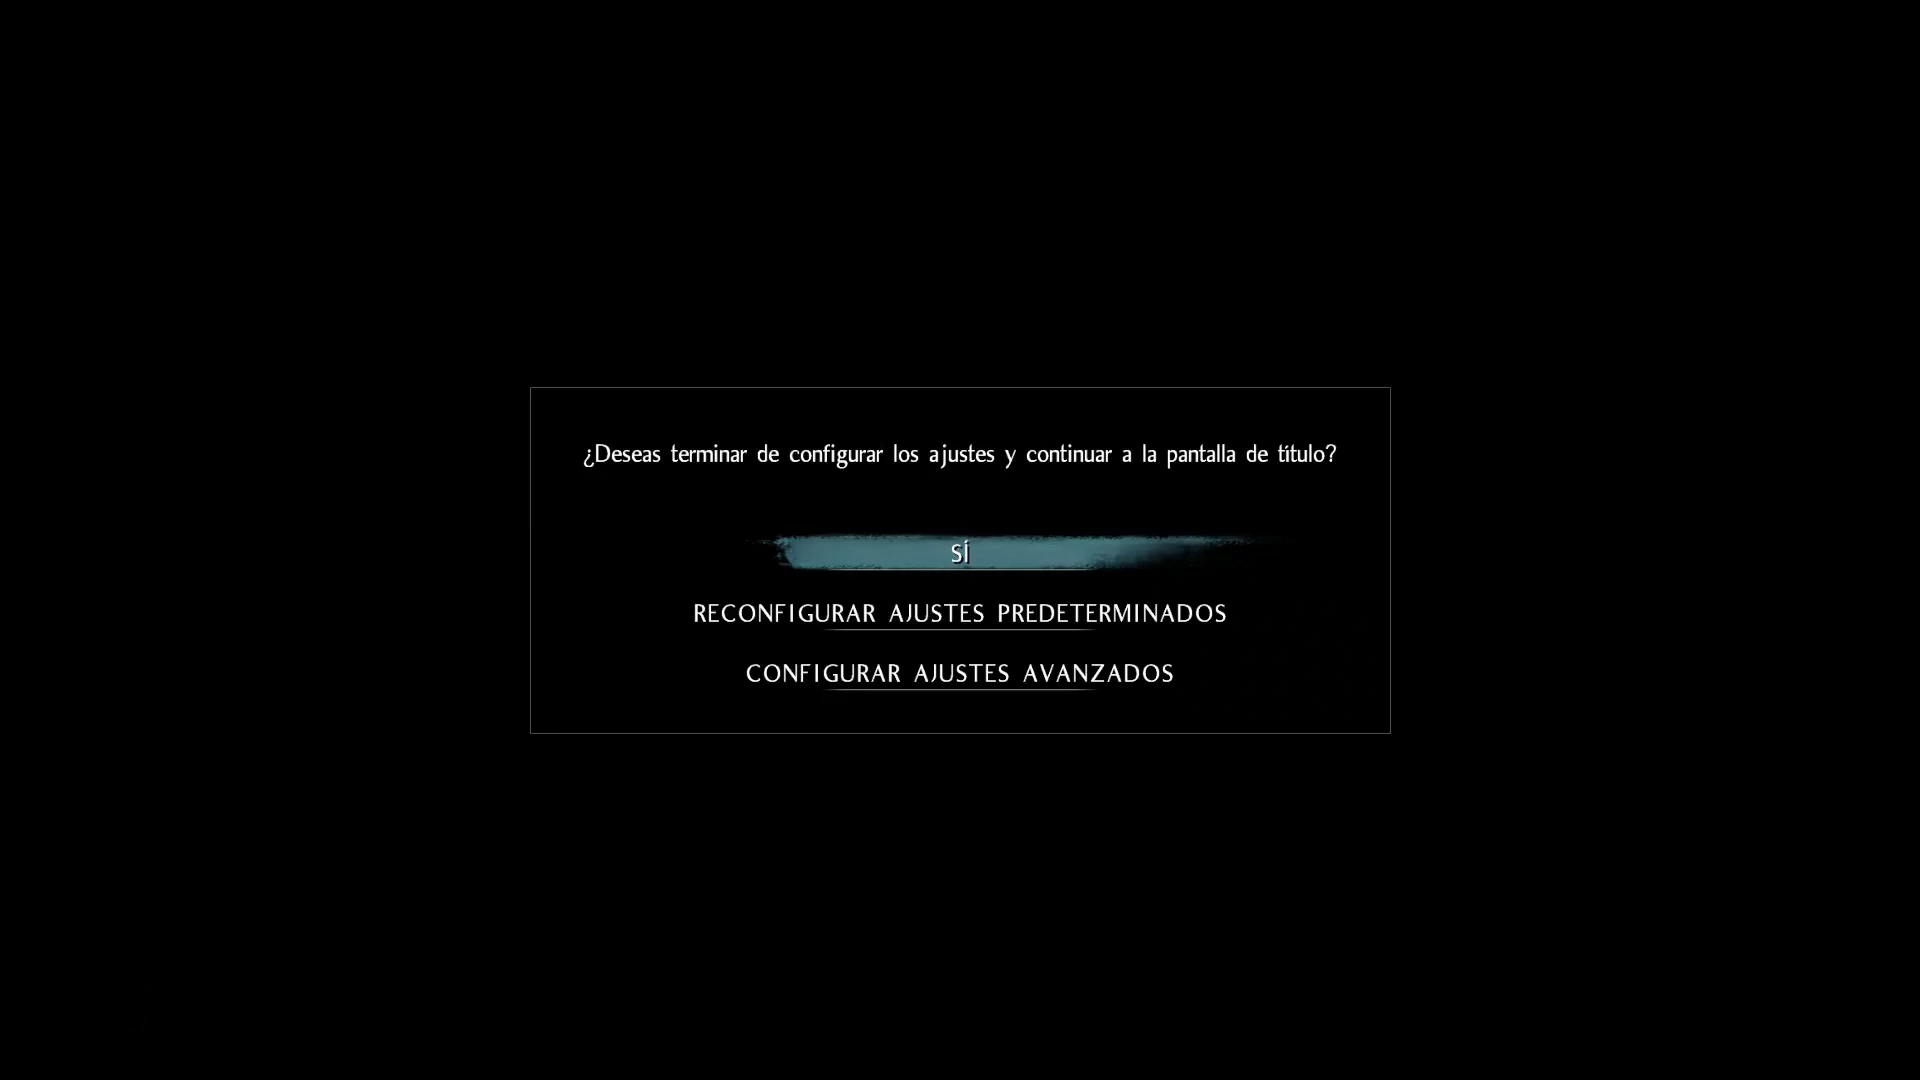 ¿Deseas terminar de configurar los ajustes y continuar a la pantalla de título?
SÍ
RECONFIGURAR AJUSTES PREDETERMINADOS
CONFIGURAR AJUSTES AVANZADOS